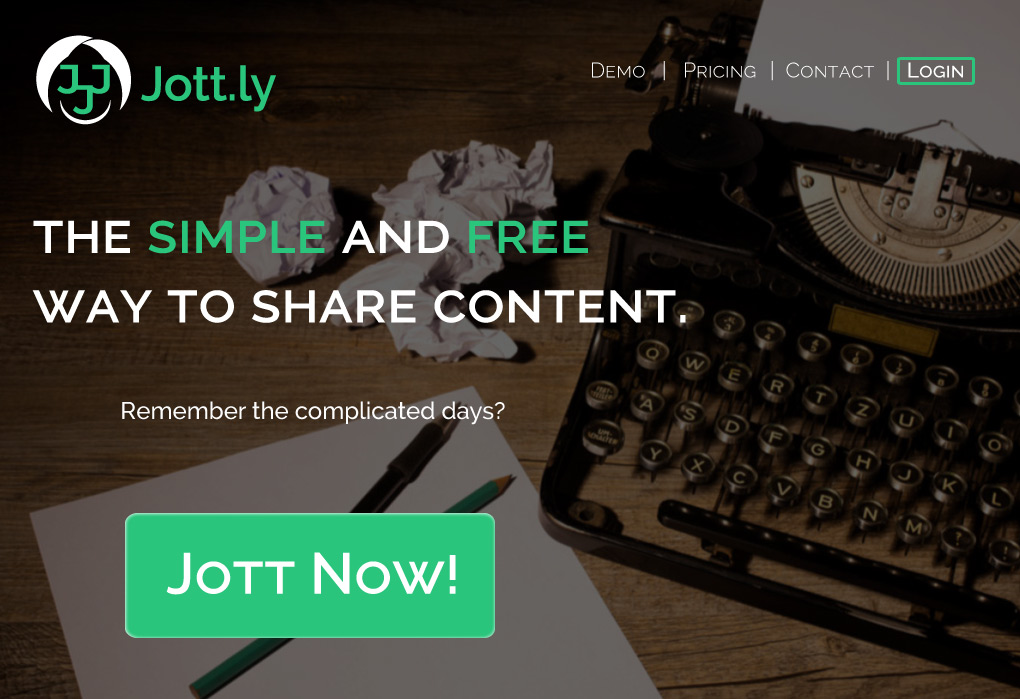 JJJ
Jott.ly
Demo | Pricing | Contact | Login
THE SIMPLE AND FREE
WAY TO SHARE CONTENT.
Remember the complicated days?
Jott Now!
Q W E R T Z U I O
A S D F G H J K L
Y X C V B N M ? !